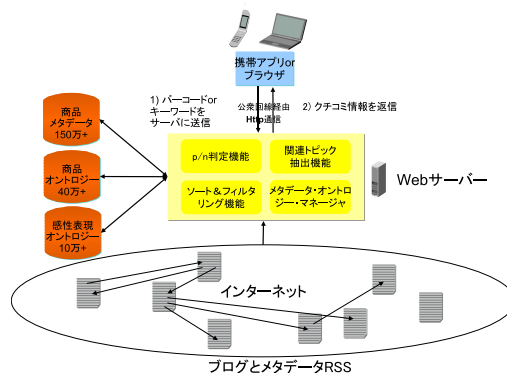 携帯アプリor
ブラウザ
1) バーコードor
キーワードを
サーバに送信
公衆回線経由
Http通信
2) クチコミ情報を返信
商品
メタデータ
150万+
商品
オントロジー
40万+
感性表現
オントロジー
10万+
p/n判定機能
関連トピック
抽出機能
ソート&フィルタ
リング機能
メタデータ・オントロ
ジー・マネージャ
Webサーバー
インターネット
ブログとメタデータRSS